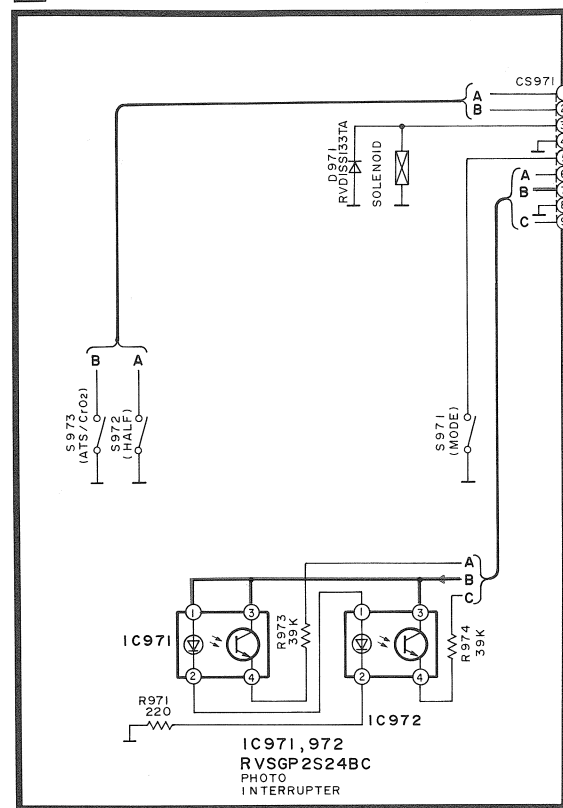 CS971
A
B
D971
RVD1SS133TA
SOLENOID
A
B
C
B A
S973
(ATS/CrO2)
S972
(HALF)
S971
(MODE)
A
B
C
1 3
1 3
IC971
R973
39K
R974
39K
2 4
2 4
R971
220
IC972
IC971,972
RVSGP2S24BC
PHOTO
INTERRUPTER